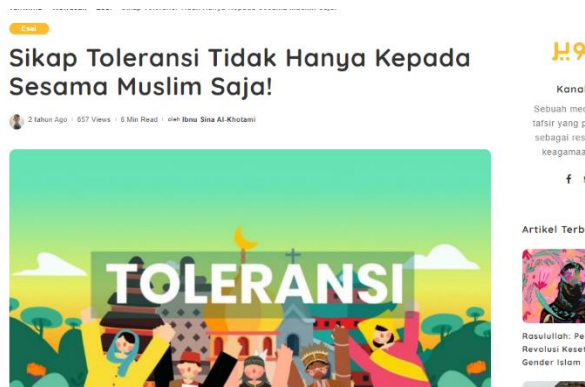 Esai
Sikap Toleransi Tidak Hanya Kepada
Sesama Muslim Saja!
2 tahun Ago 657 Views 6 Min Read oleh Ibnu Sina Al-Khotami
TOLERANSI
Kanal
Sebuah med
tafsir yang p
sebagai res
keagamaa
Artikel Terb
Rasulullah: Pe
Revolusi Keset
Gender Islam